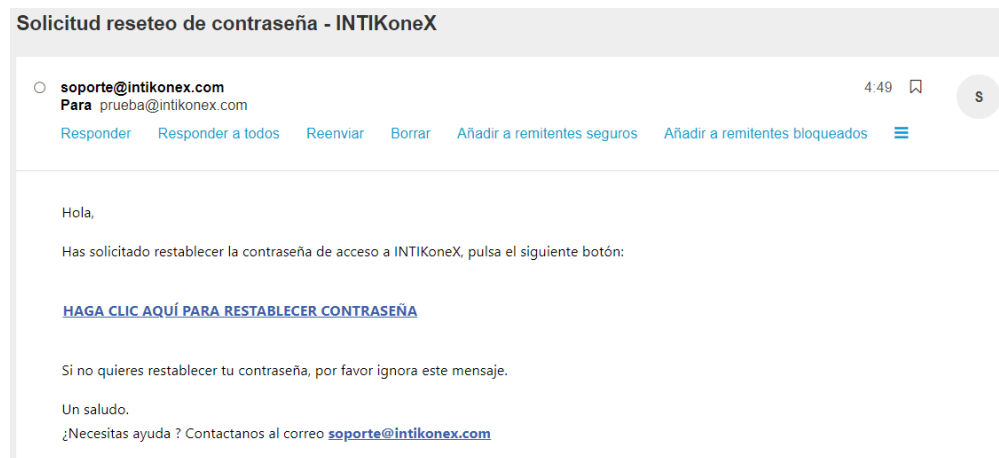 Solicitud reseteo de contraseña - INTIKoneX
soporte@intikonex.com
4:49
S
Para prueba@intikonex.com
Responder Responder a todos Reenviar Borrar Añadir a remitentes seguros Añadir a remitentes bloqueados
Hola,
Has solicitado restablecer la contraseña de acceso a INTIKoneX, pulsa el siguiente botón:
HAGA CLIC AQUÍ PARA RESTABLECER CONTRASEÑA
Si no quieres restablecer tu contraseña, por favor ignora este mensaje.
Un saludo.
¿Necesitas ayuda ? Contactanos al correo soporte@intikonex.com